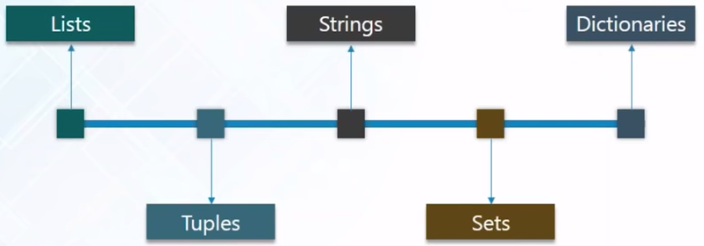 Lists
Strings
Dictionaries
Tuples
Sets